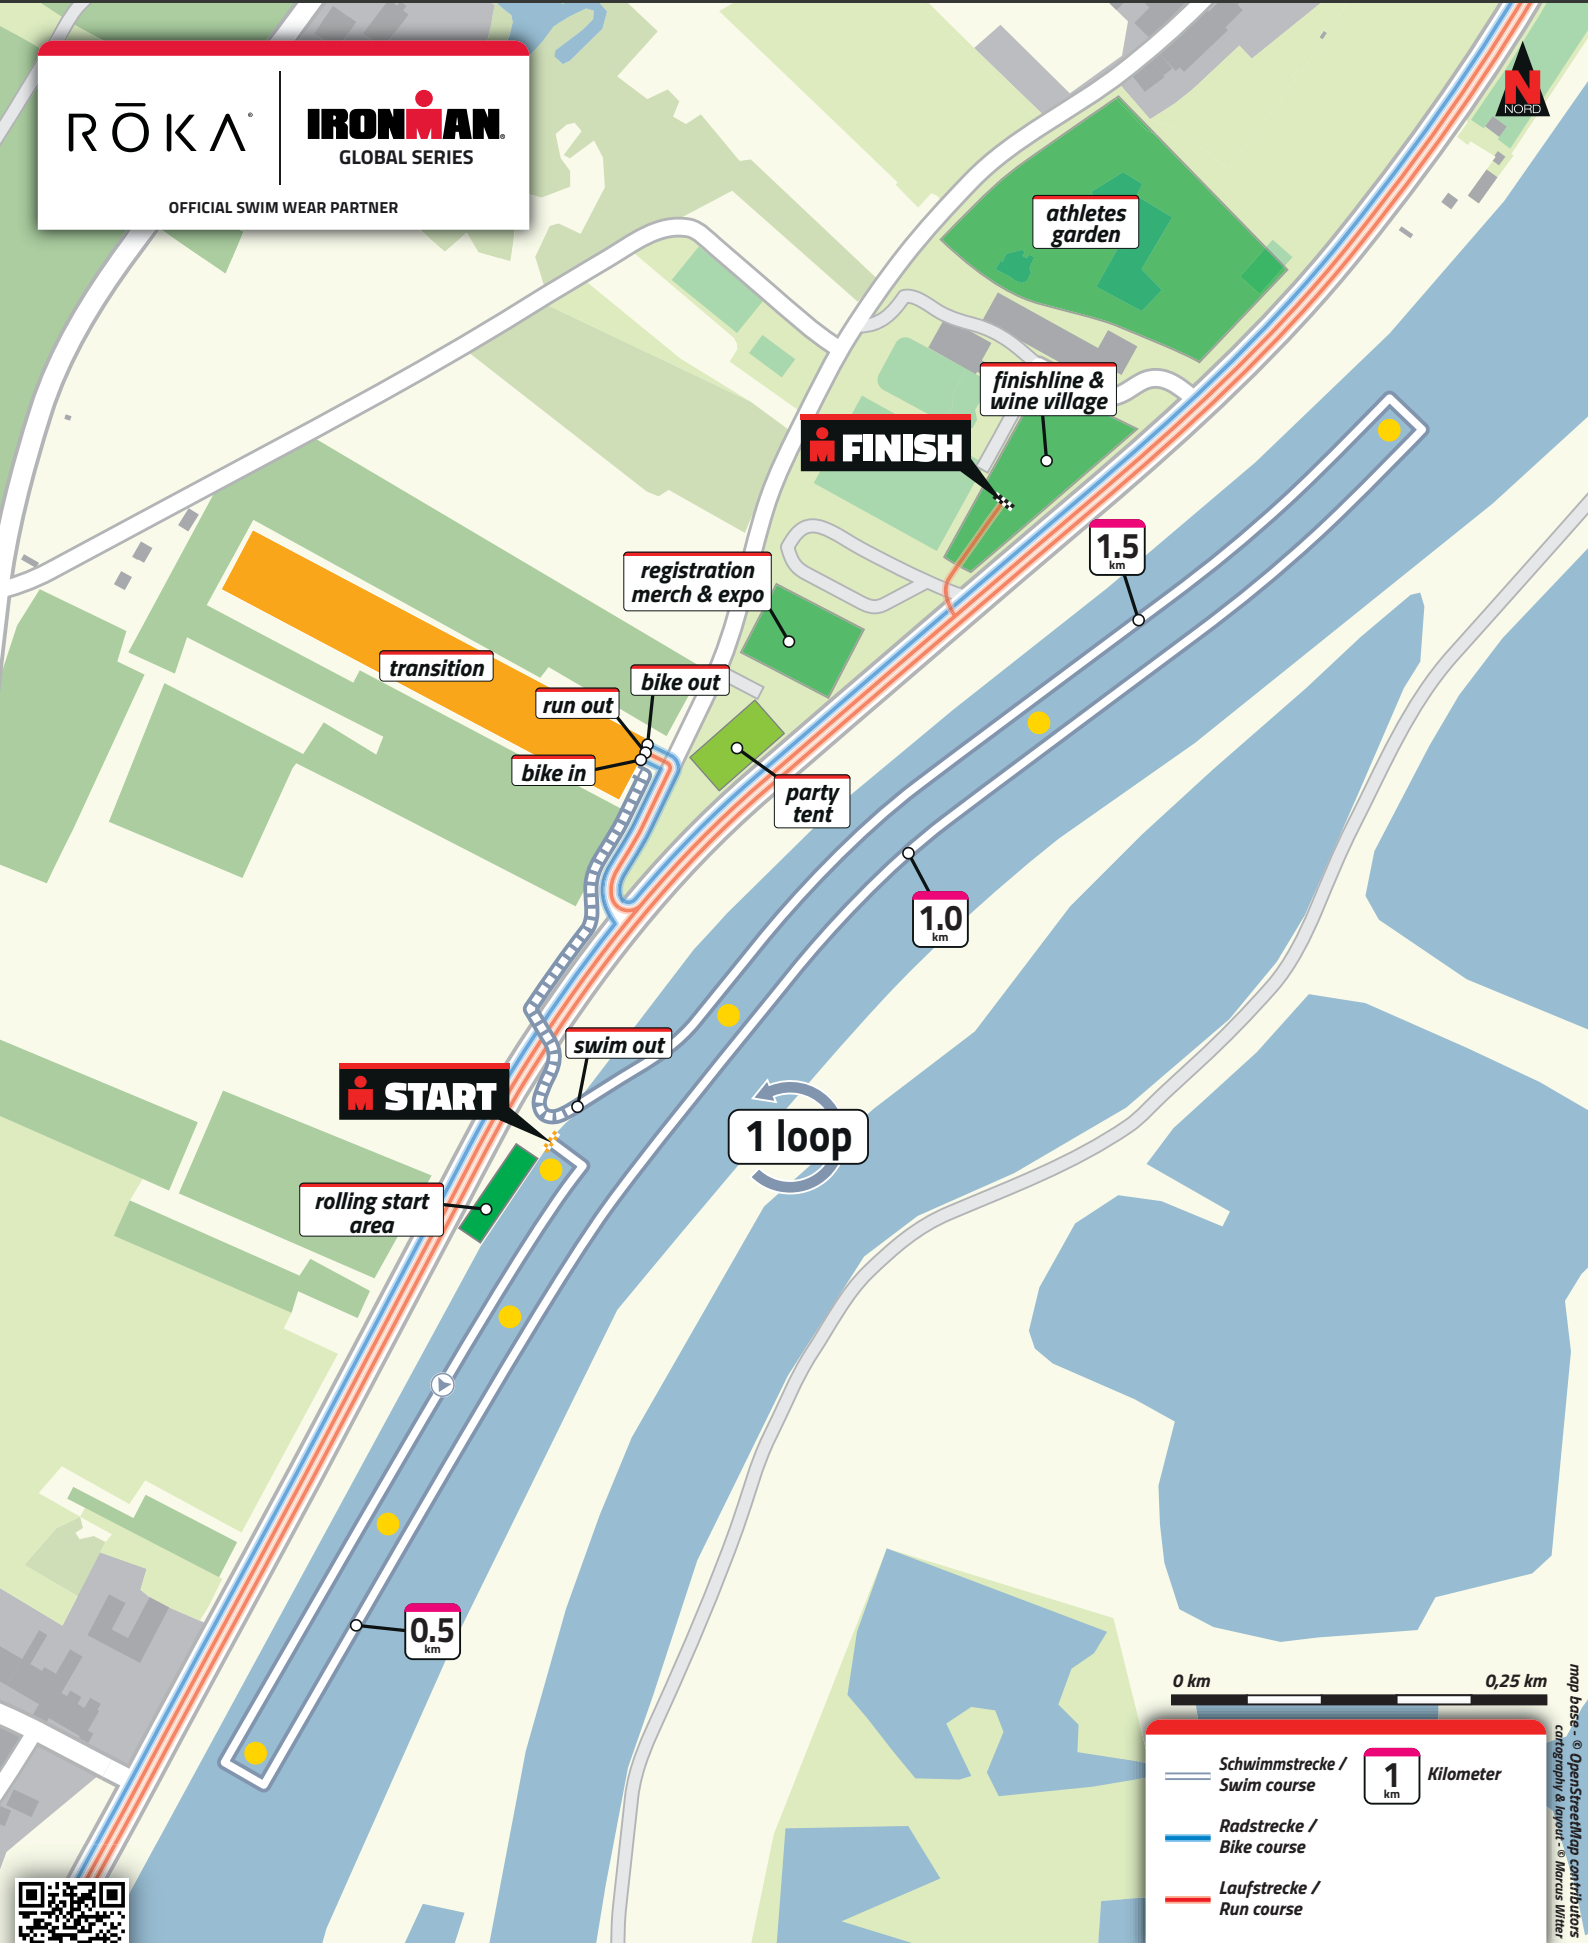 RŌKA
IRONMAN
GLOBAL SERIES
OFFICIAL SWIM WEAR PARTNER
N
NORD
athletes
garden
finishline &
wine village
FINISH
1.5
km
registration
merch & expo
transition
bike out
run out
bike in
party
tent
1.0
km
swim out
START
1 loop
rolling start
area
0.5
km
0 km
0,25 km
Schwimmstrecke /
Swim course
1
km
Kilometer
Radstrecke /
Bike course
Laufstrecke /
Run course
map base - © OpenStreetMap contributors
cartography & layout - © Marcus Witter